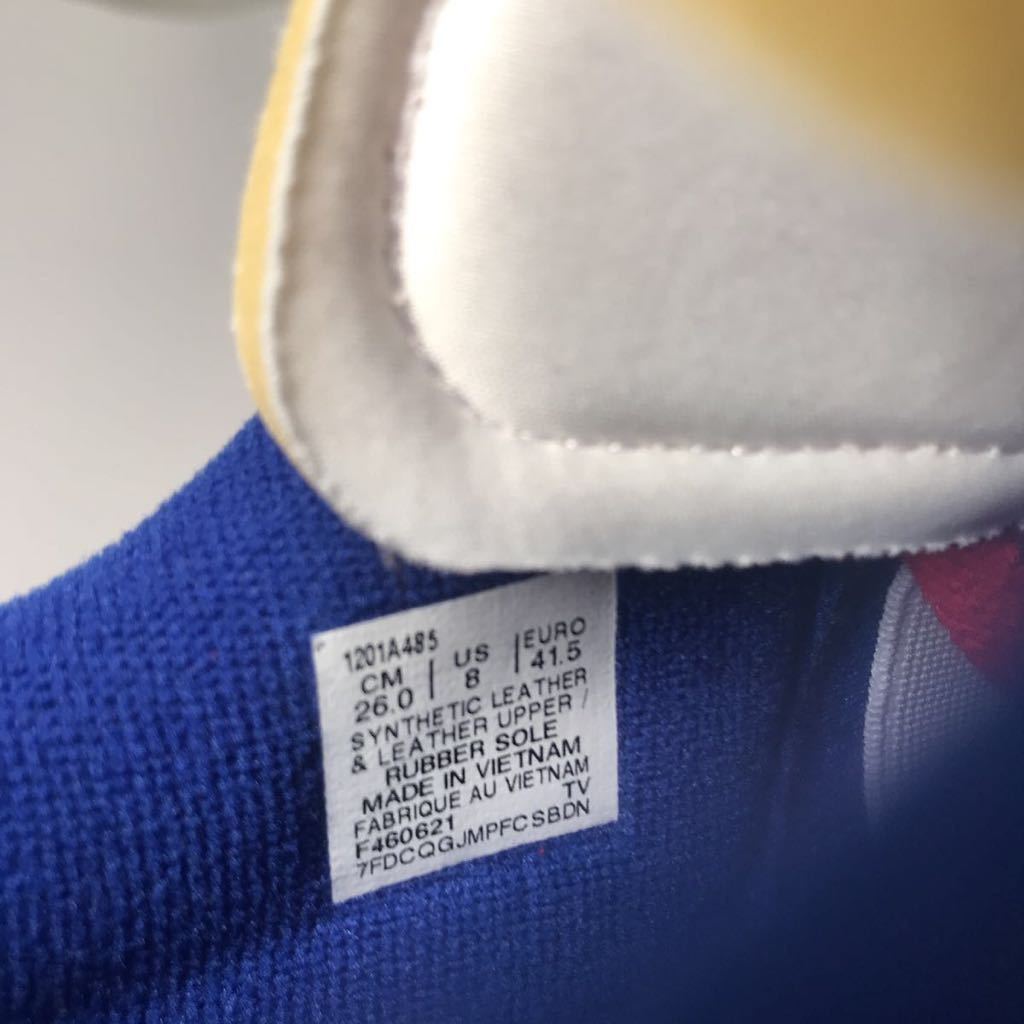 1201A485
CM | US | EURO
26.0 8 41.5
SYNTHETIC LEATHER
& LEATHER UPPER /
RUBBER SOLE
MADE IN VIETNAM
FABRIQUE AU VIETNAM
F460621 TV
7FDCQGJMPFCSBDN